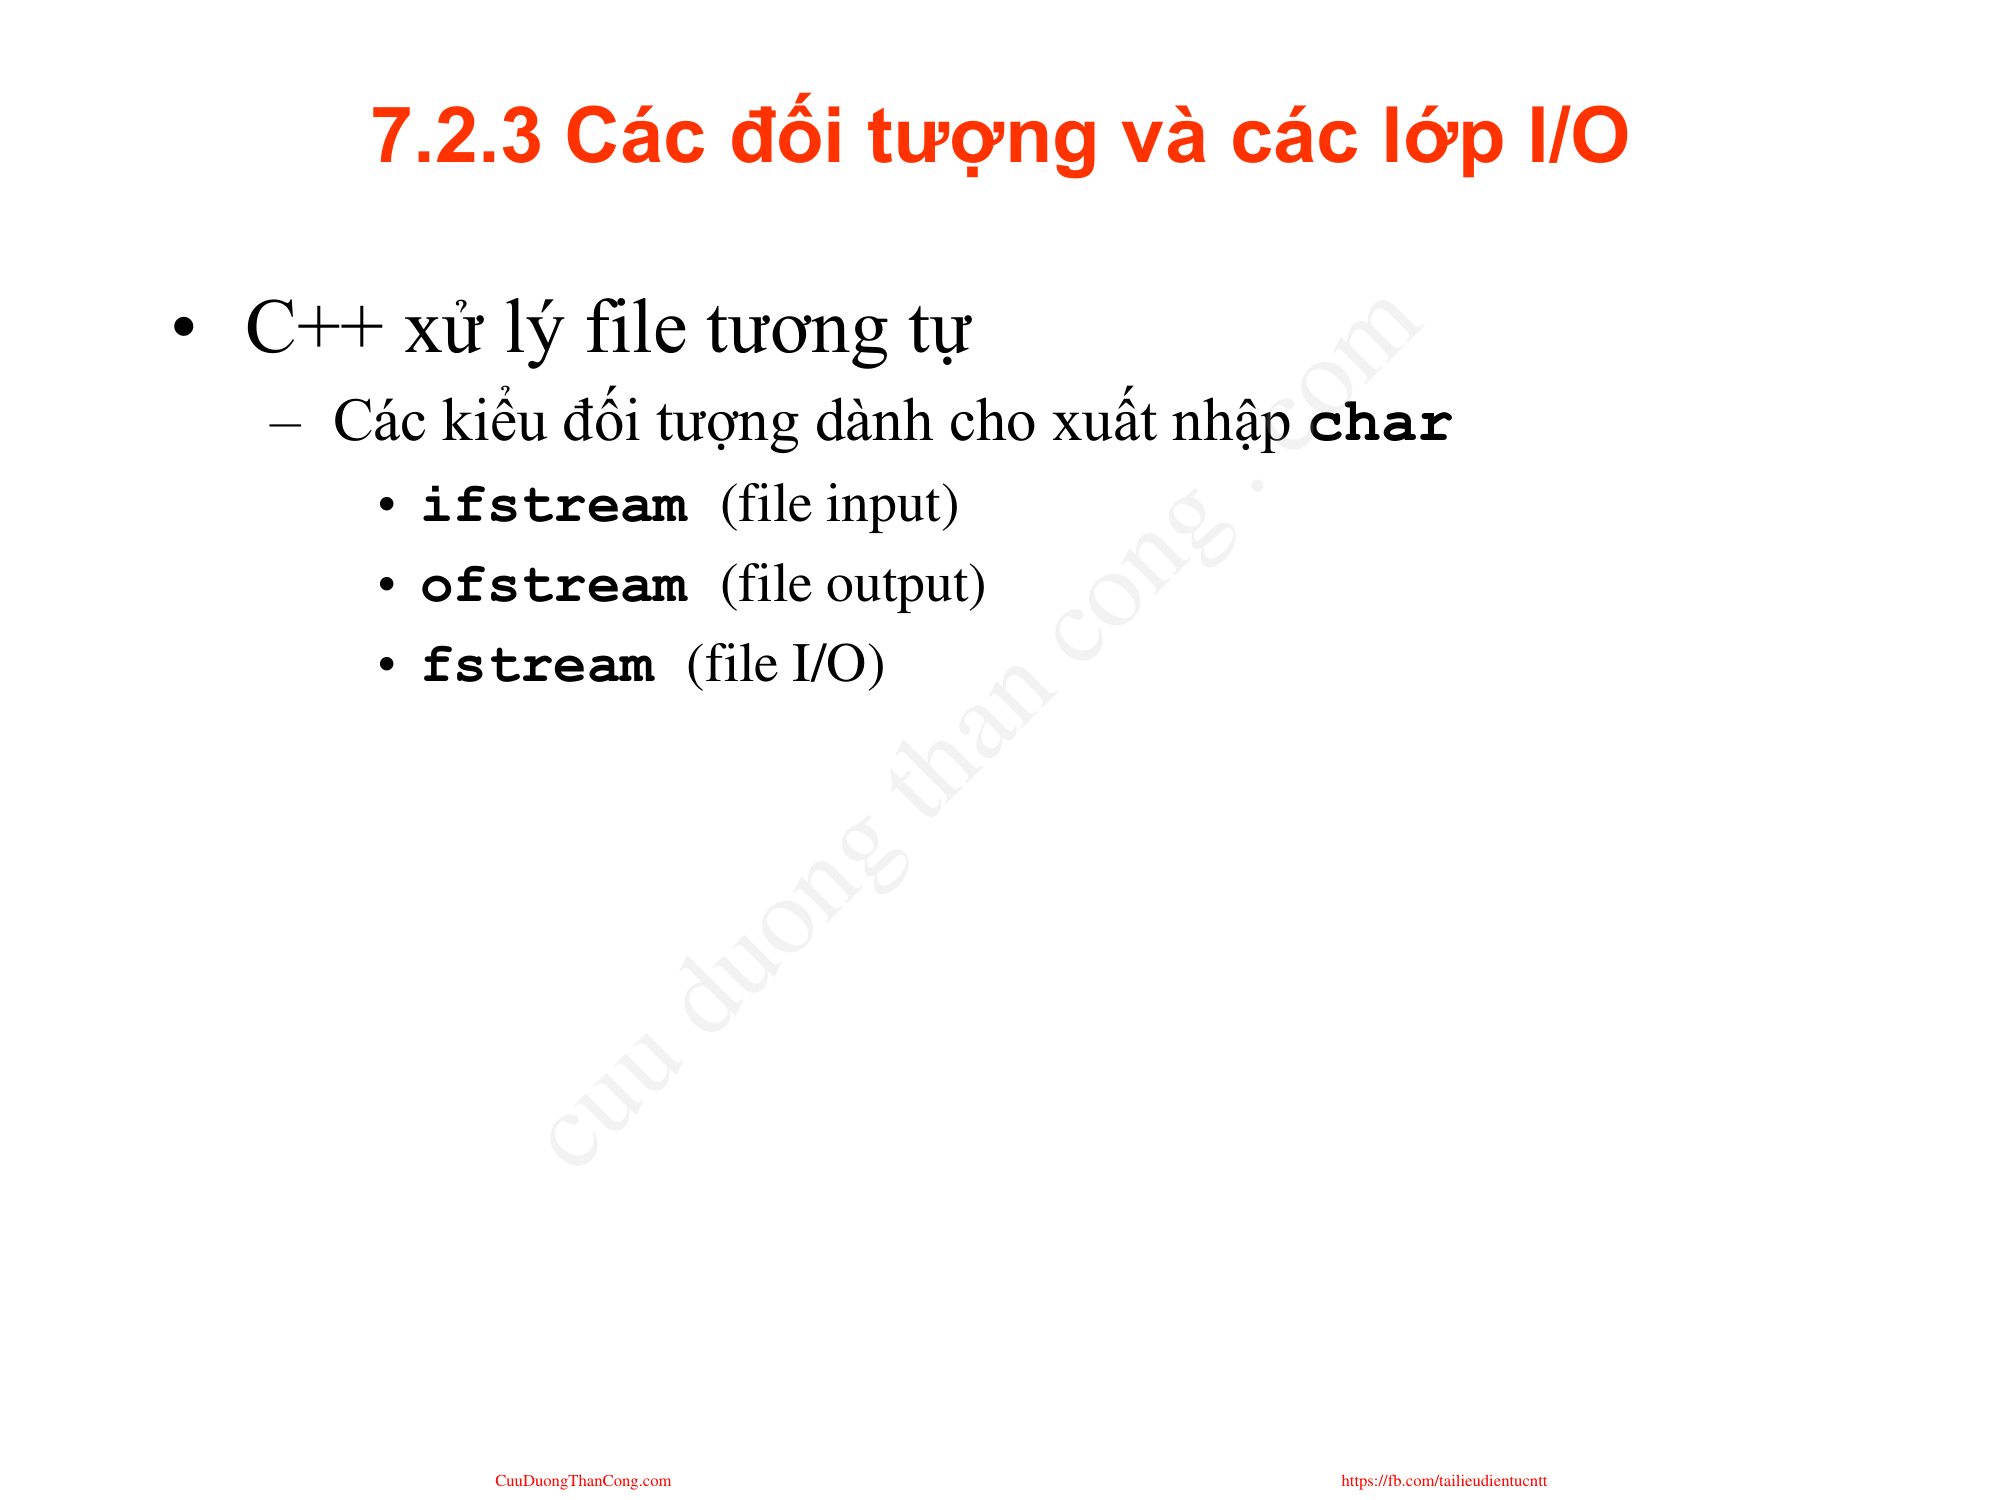 7.2.3 Các đối tượng và các lớp I/O
• C++ xử lý file tương tự
– Các kiểu đối tượng dành cho xuất nhập char
• ifstream (file input)
• ofstream (file output)
• fstream (file I/O)
cuu duong than cong . com
CuuDuongThanCong.com
https://fb.com/tailieudientucntt